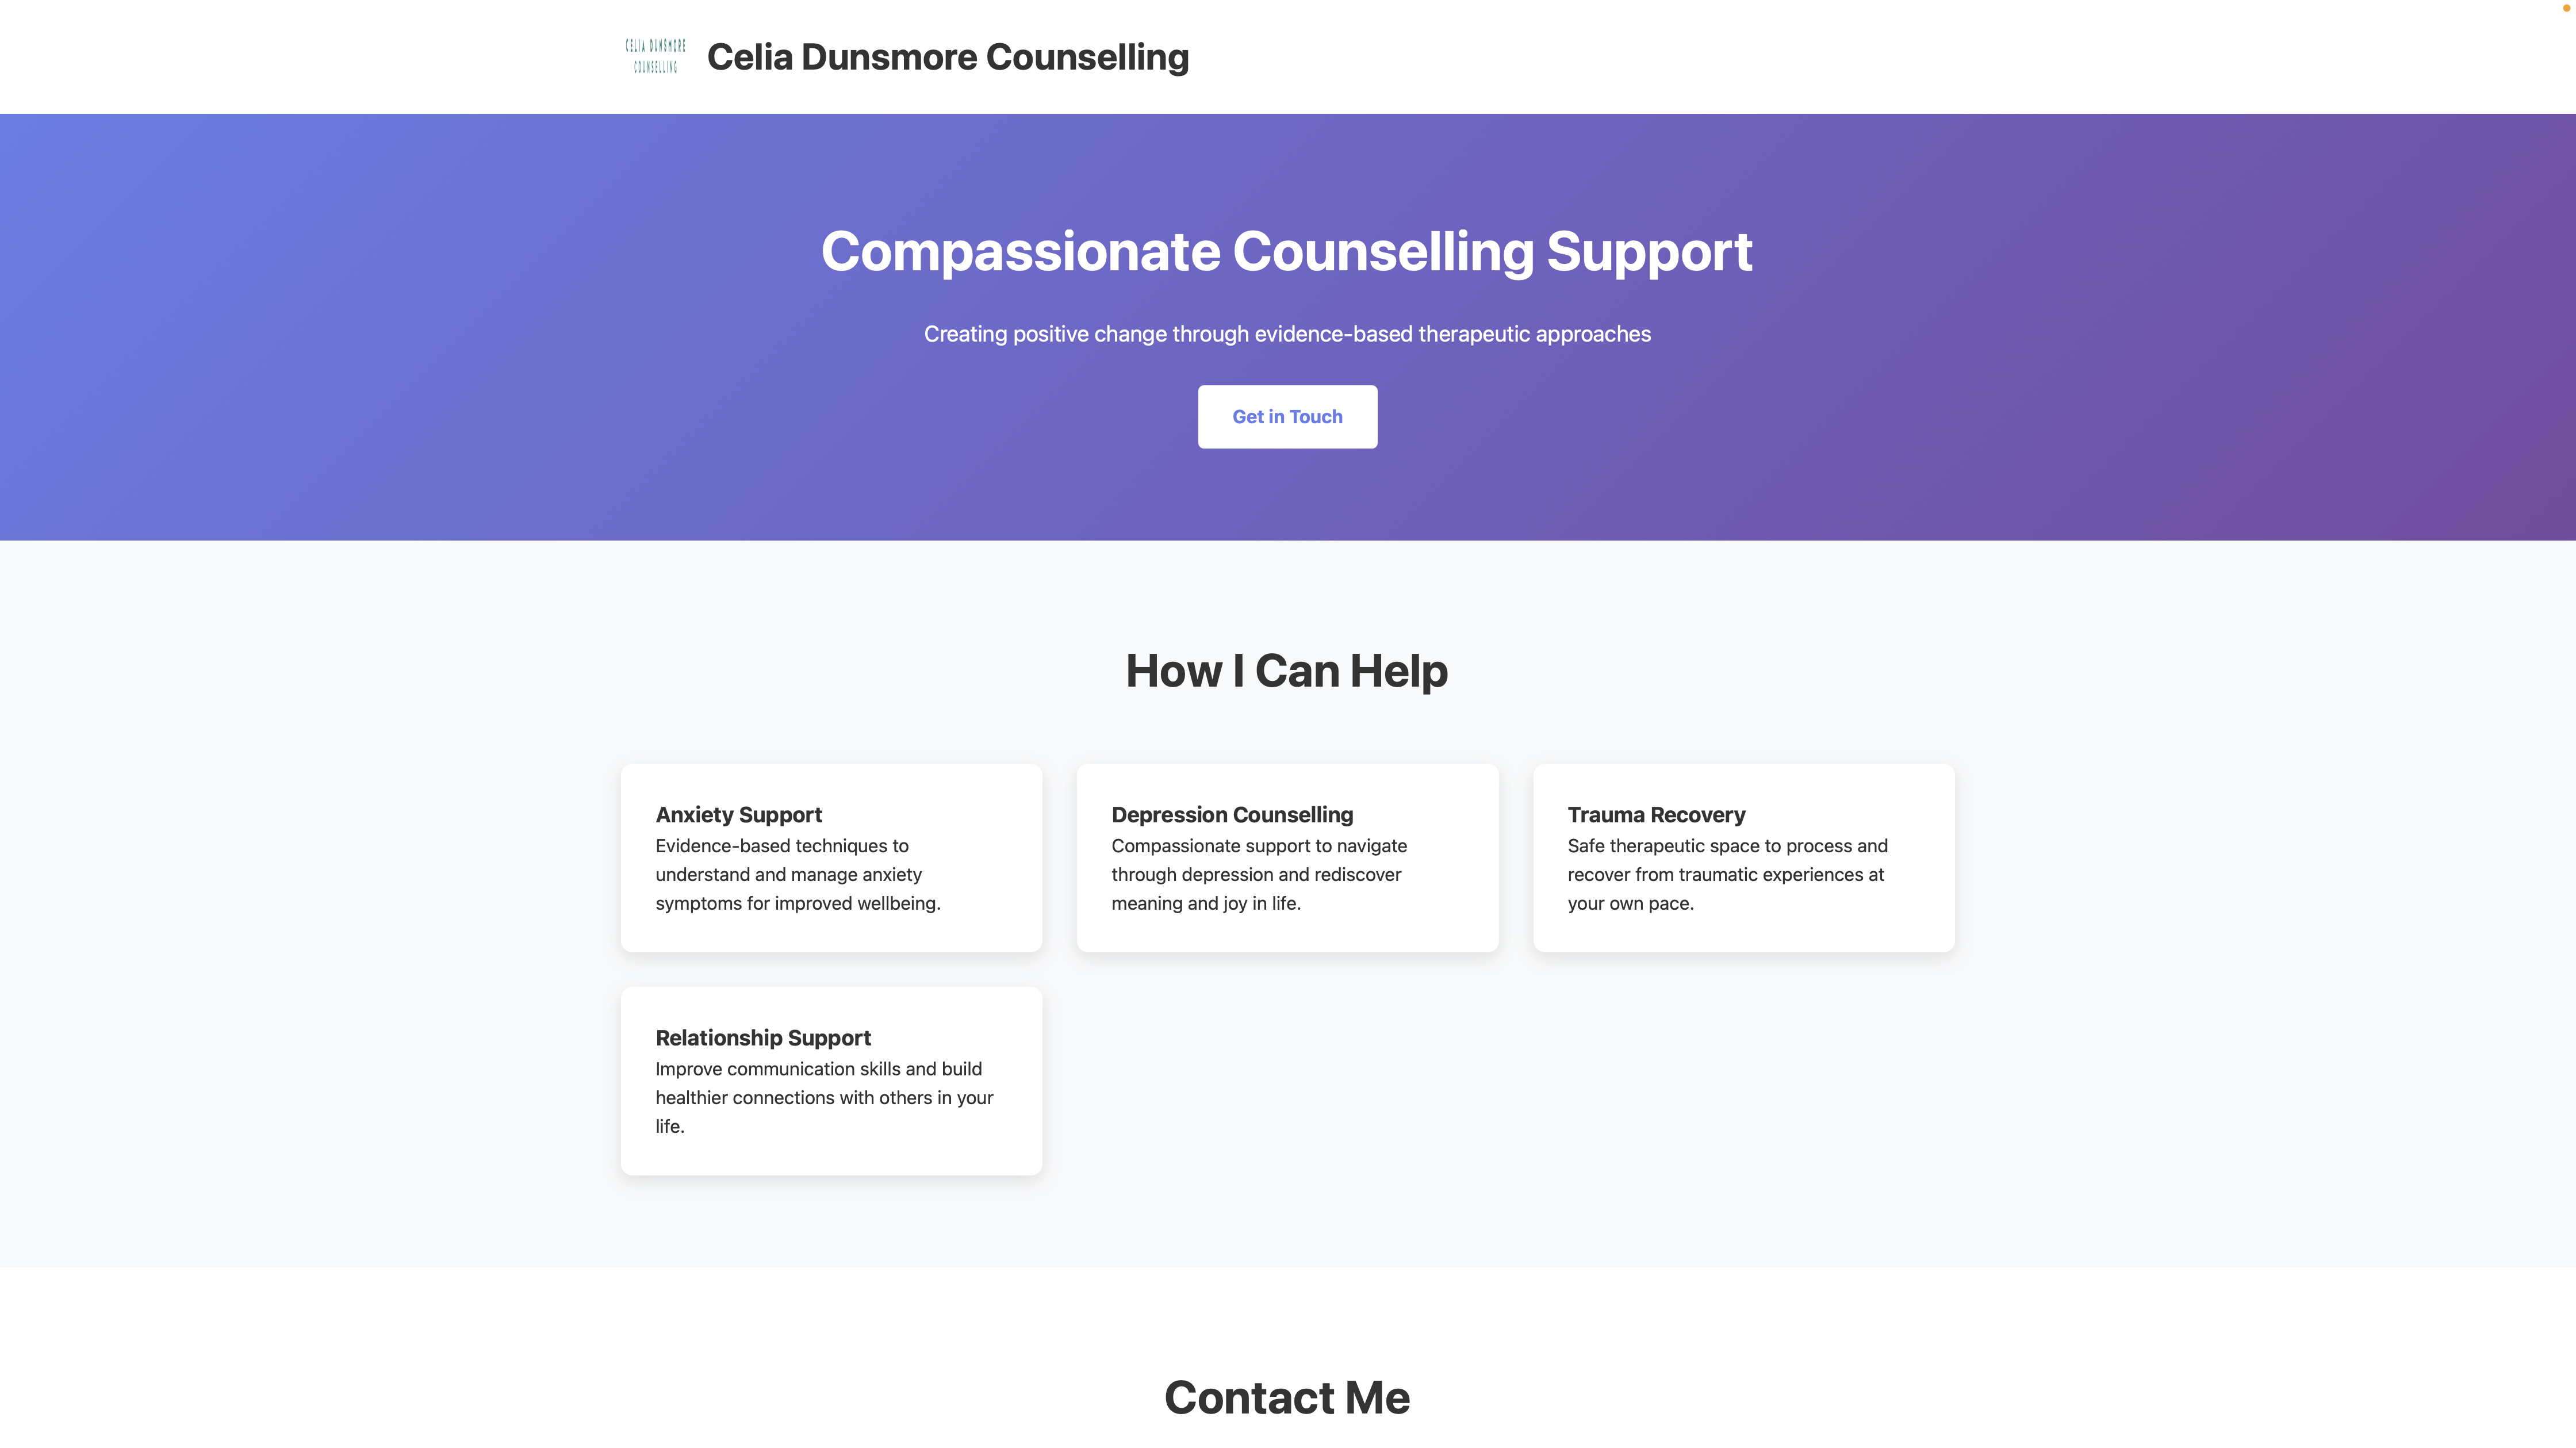 CELIA DUNSMORE
COUNSELLING
Celia Dunsmore Counselling
Compassionate Counselling Support
Creating positive change through evidence-based therapeutic approaches
Get in Touch
How I Can Help
Anxiety Support
Evidence-based techniques to
understand and manage anxiety
symptoms for improved wellbeing.
Depression Counselling
Compassionate support to navigate
through depression and rediscover
meaning and joy in life.
Trauma Recovery
Safe therapeutic space to process and
recover from traumatic experiences at
your own pace.
Relationship Support
Improve communication skills and build
healthier connections with others in your
life.
Contact Me